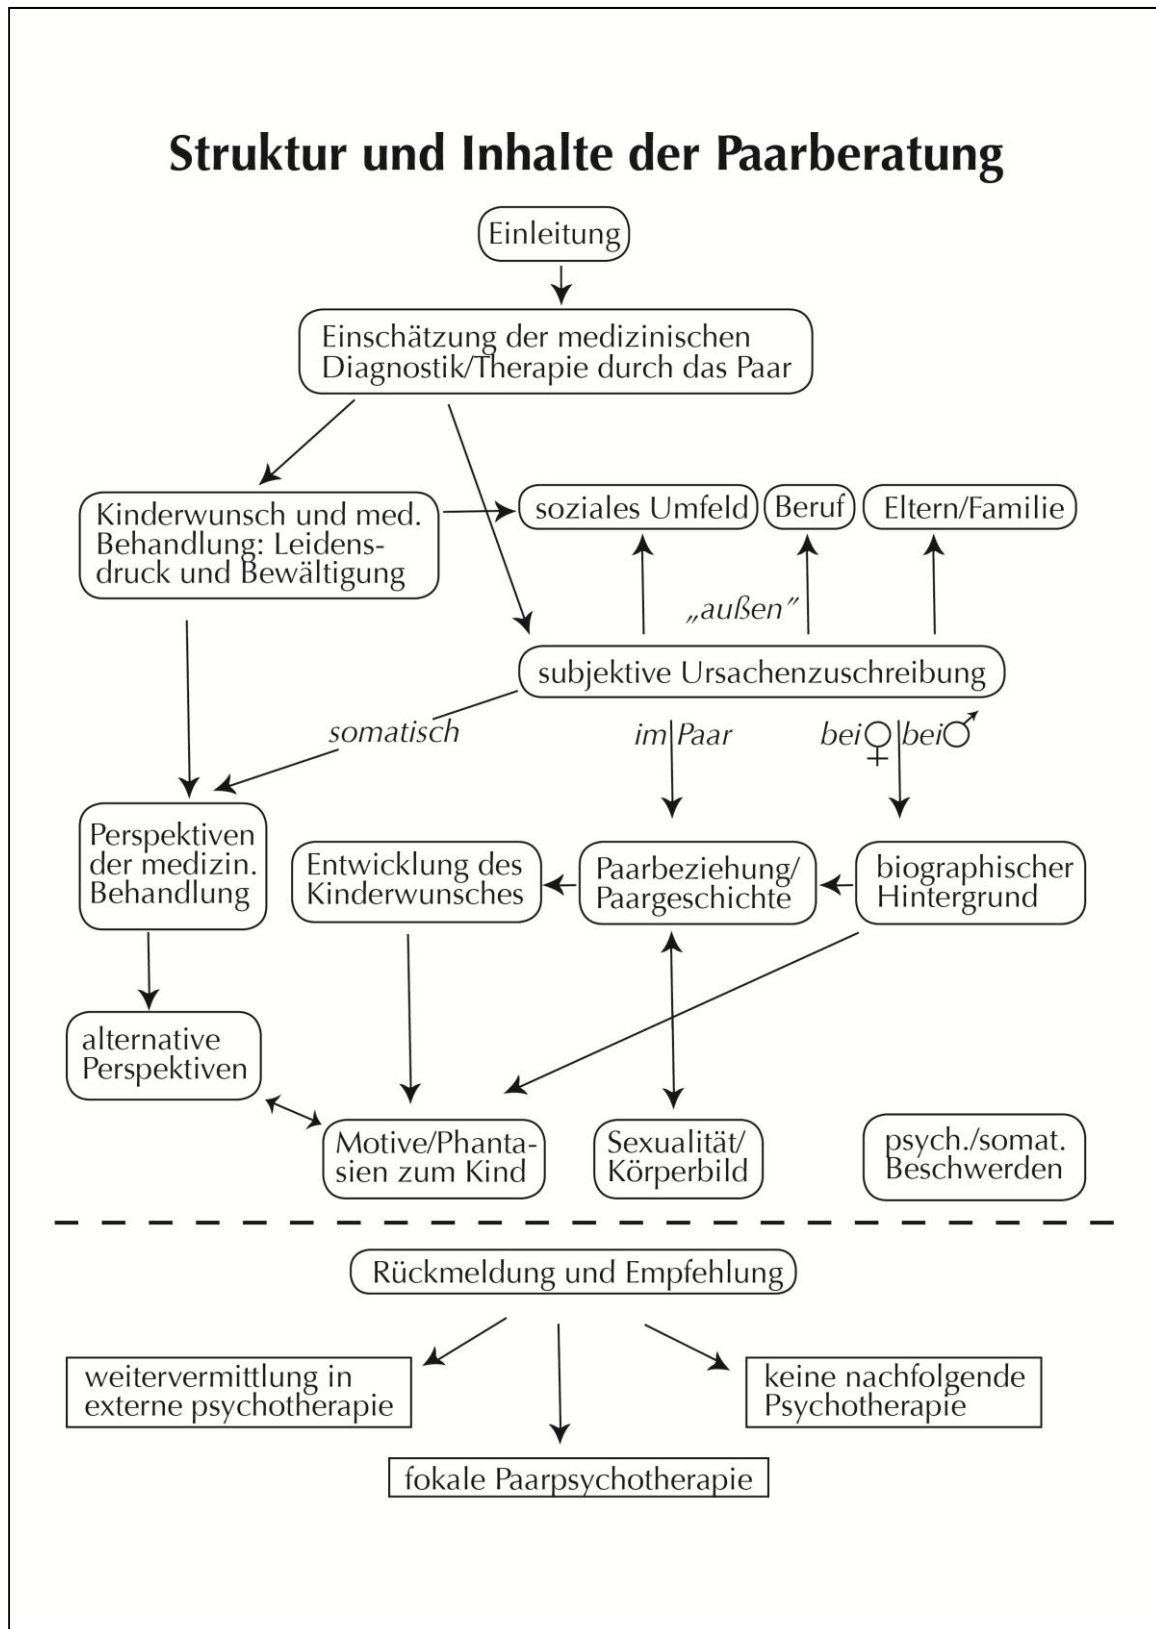 Struktur und Inhalte der Paarberatung
Einleitung
Einschätzung der medizinischen
Diagnostik/Therapie durch das Paar
Kinderwunsch und med.
Behandlung: Leidens-
druck und Bewältigung
soziales Umfeld
Beruf
Eltern/Familie
„außen”
subjektive Ursachenzuschreibung
somatisch
im Paar
bei♀ bei♂
Perspektiven
der medizin.
Behandlung
Entwicklung des
Kinderwunsches
Paarbeziehung/
Paargeschichte
biographischer
Hintergrund
alternative
Perspektiven
Motive/Phanta-
sien zum Kind
Sexualität/
Körperbild
psych./somat.
Beschwerden
Rückmeldung und Empfehlung
weitervermittlung in
externe psychotherapie
keine nachfolgende
Psychotherapie
fokale Paarpsychotherapie